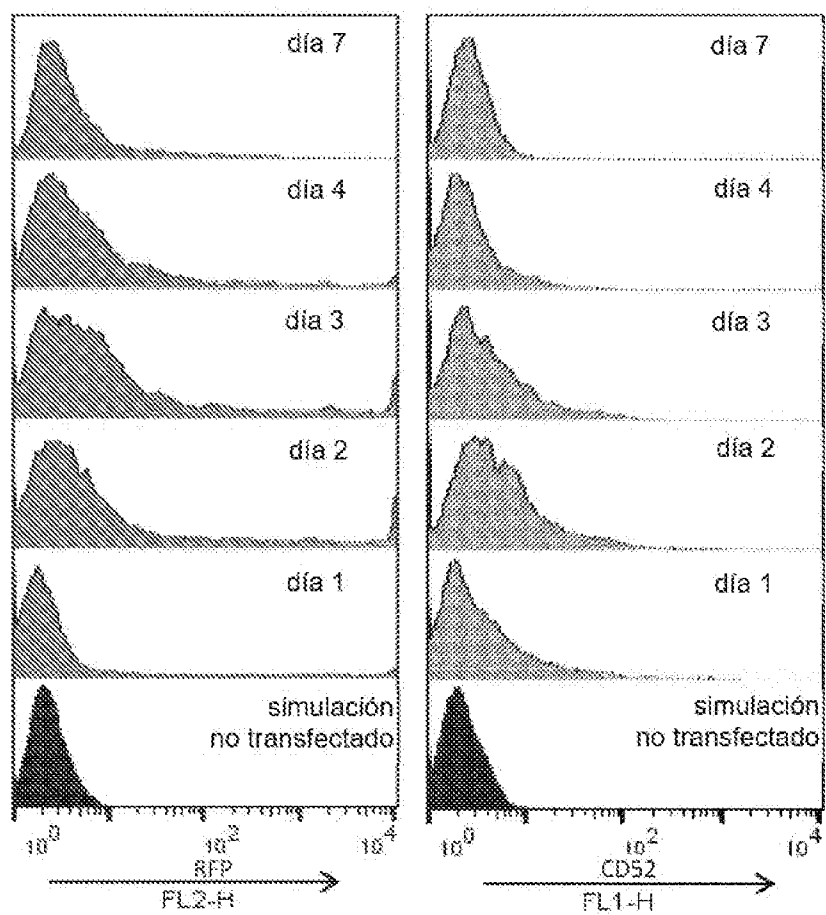 día 7
día 4
día 3
día 2
día 1
simulación
no transfectado
10^0 10^2 10^4
RFP
FL2-H
día 7
día 4
día 3
día 2
día 1
simulación
no transfectado
10^0 10^2 10^4
CD52
FL1-H